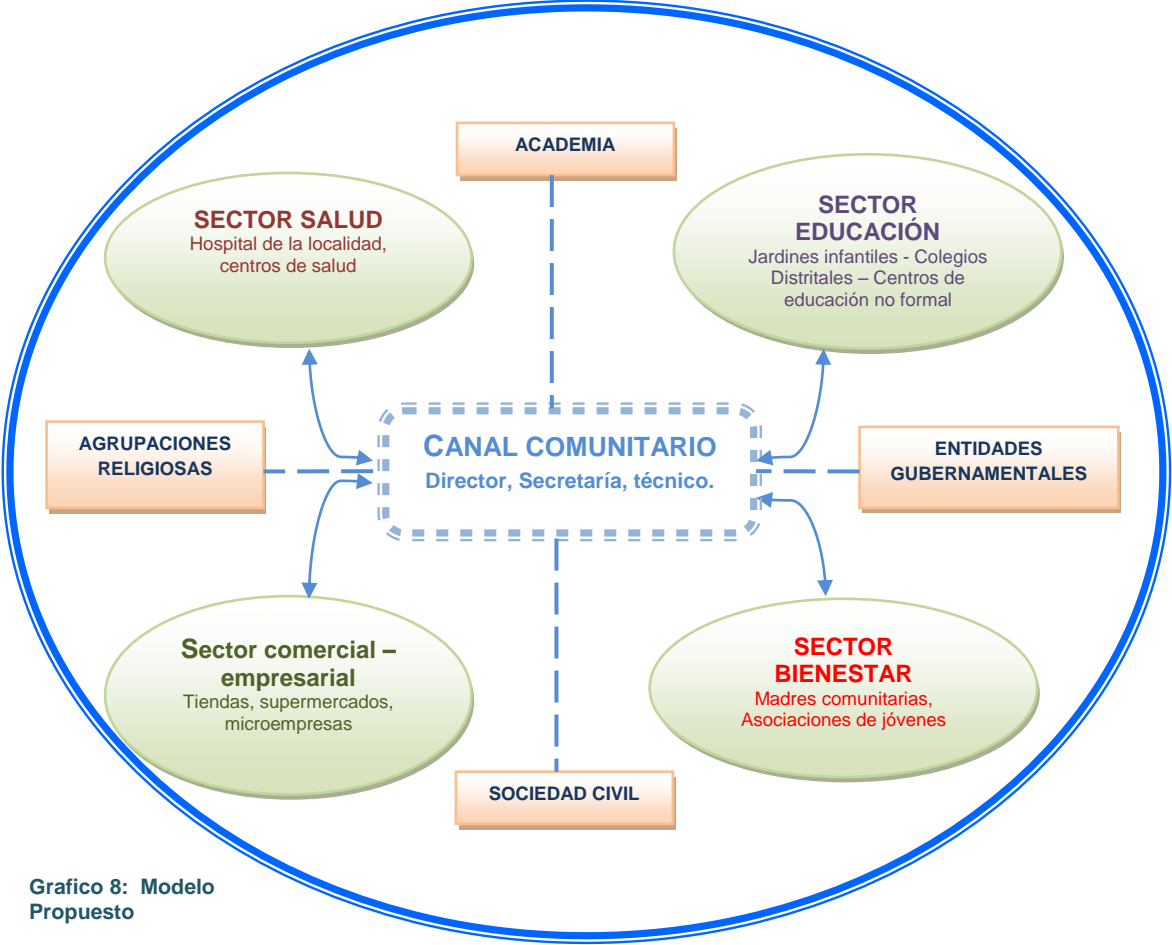 ACADEMIA
SECTOR SALUD
Hospital de la localidad,
centros de salud
SECTOR
EDUCACIÓN
Jardines infantiles - Colegios
Distritales – Centros de
educación no formal
AGRUPACIONES
RELIGIOSAS
CANAL COMUNITARIO
Director, Secretaría, técnico.
ENTIDADES
GUBERNAMENTALES
Sector comercial –
empresarial
Tiendas, supermercados,
microempresas
SECTOR
BIENESTAR
Madres comunitarias,
Asociaciones de jóvenes
SOCIEDAD CIVIL
Grafico 8: Modelo
Propuesto